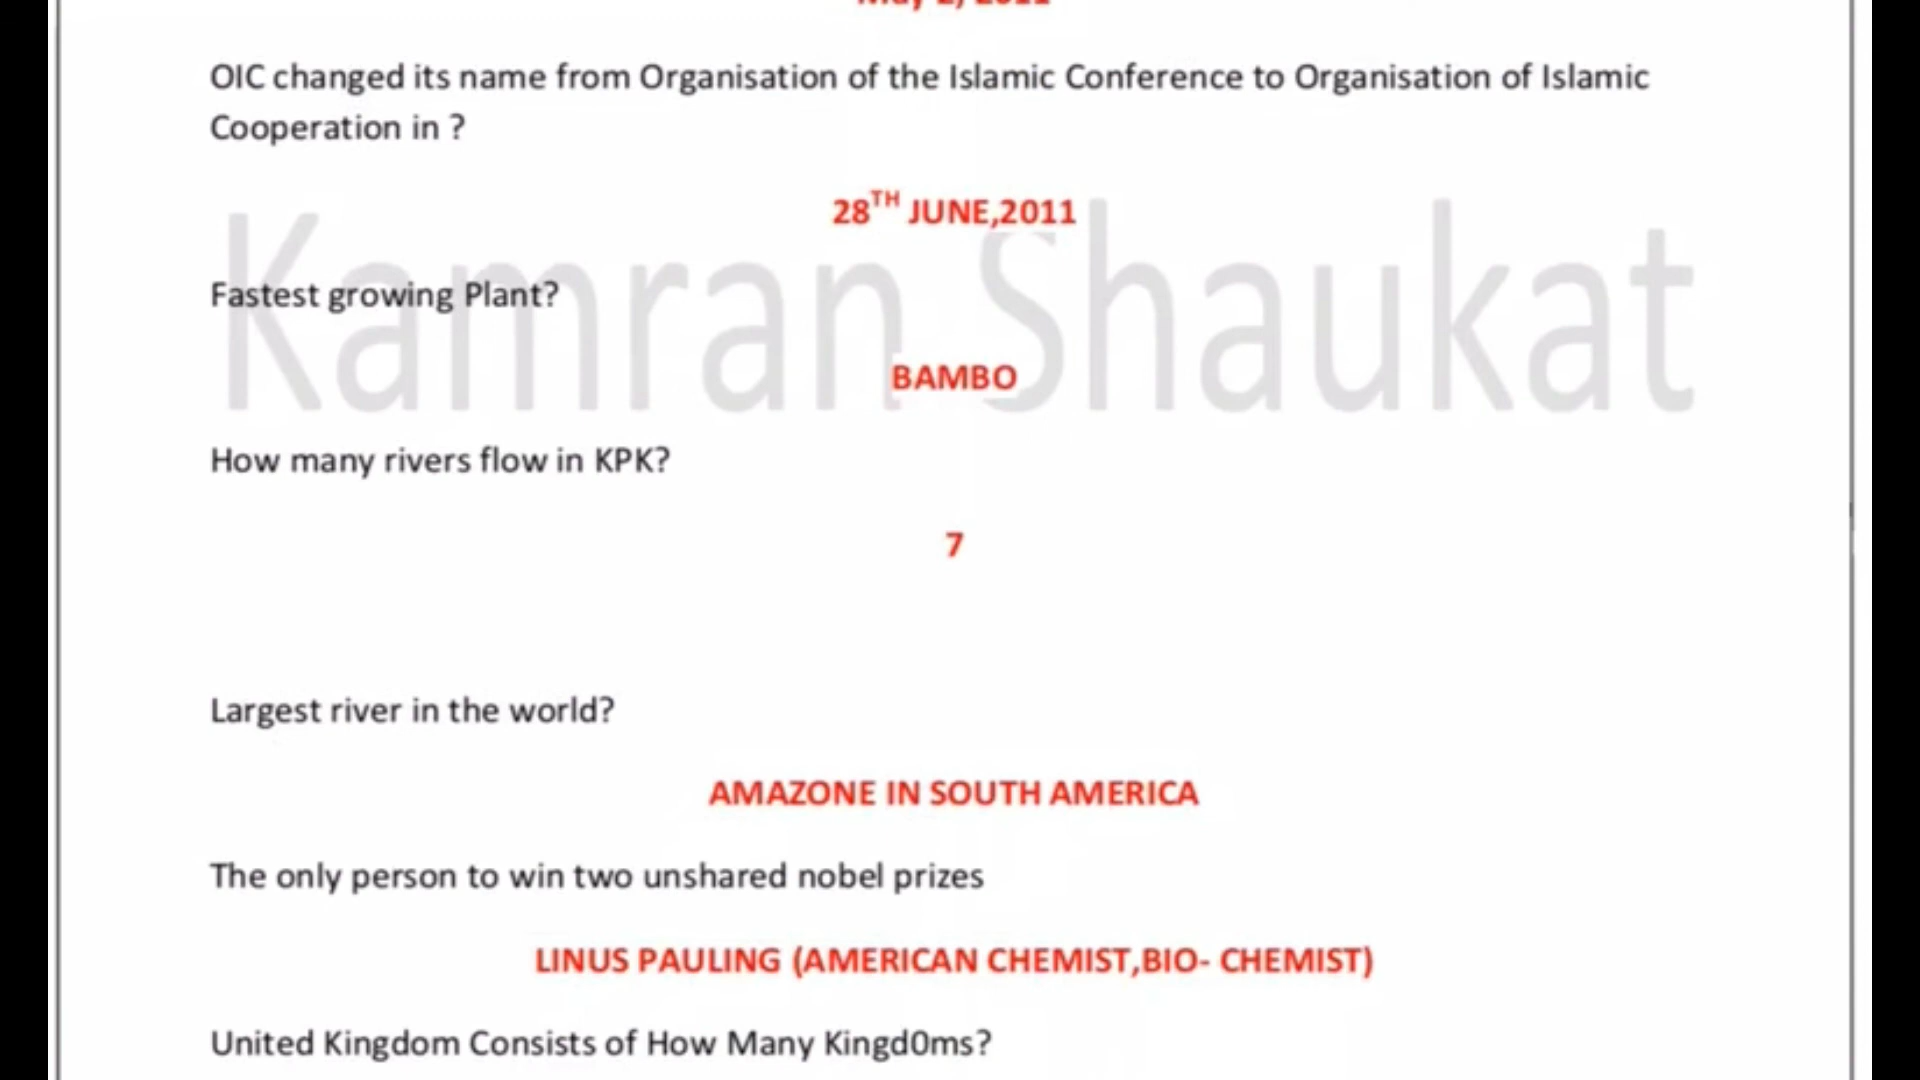 May 2, 2011
OIC changed its name from Organisation of the Islamic Conference to Organisation of Islamic
Cooperation in ?
28TH JUNE,2011
Kamran Shaukat
Fastest growing Plant?
BAMBO
How many rivers flow in KPK?
7
Largest river in the world?
AMAZONE IN SOUTH AMERICA
The only person to win two unshared nobel prizes
LINUS PAULING (AMERICAN CHEMIST,BIO- CHEMIST)
United Kingdom Consists of How Many Kingd0ms?